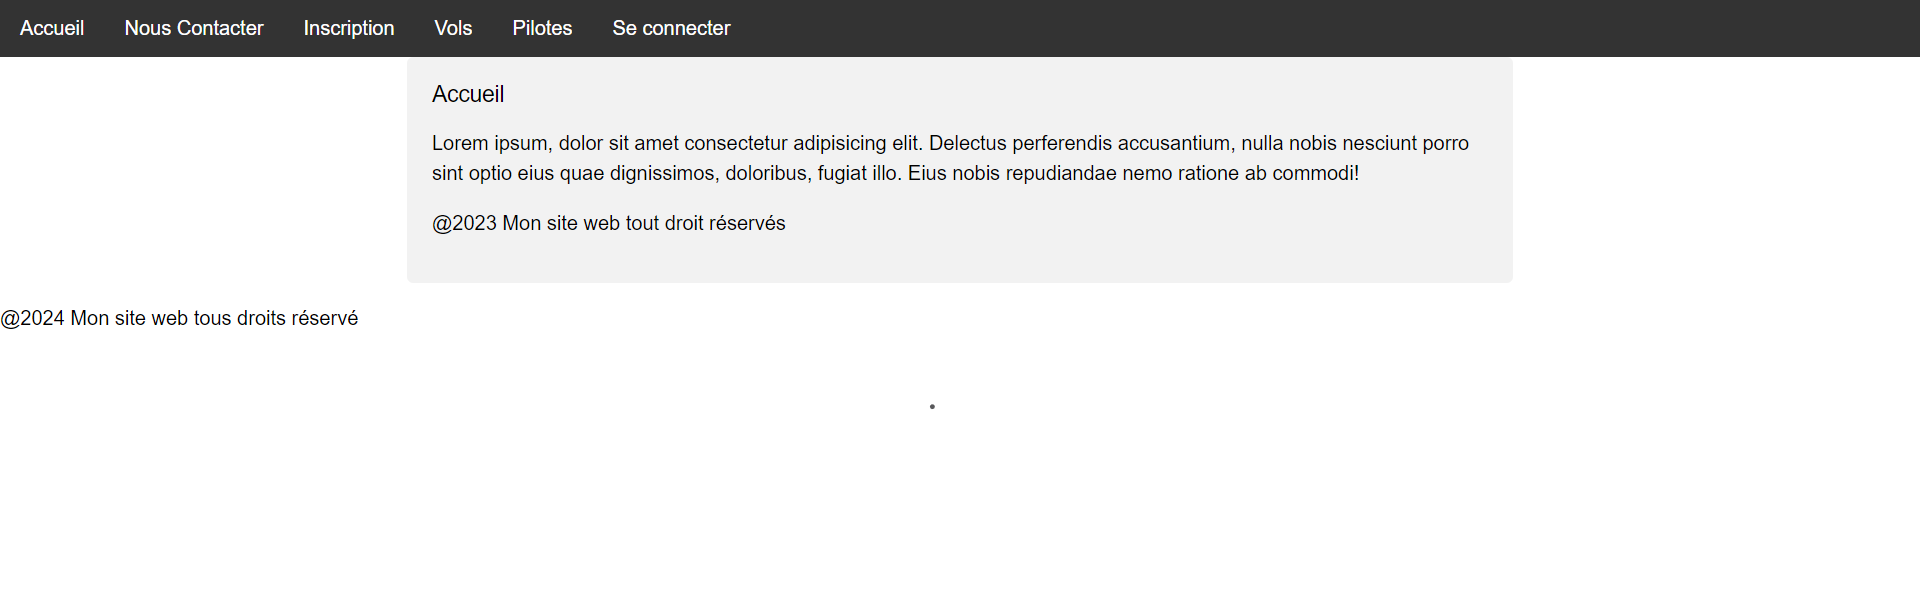 Accueil Nous Contacter Inscription Vols Pilotes Se connecter
Accueil
Lorem ipsum, dolor sit amet consectetur adipisicing elit. Delectus perferendis accusantium, nulla nobis nesciunt porro
sint optio eius quae dignissimos, doloribus, fugiat illo. Eius nobis repudiandae nemo ratione ab commodi!
@2023 Mon site web tout droit réservés
@2024 Mon site web tous droits réservé